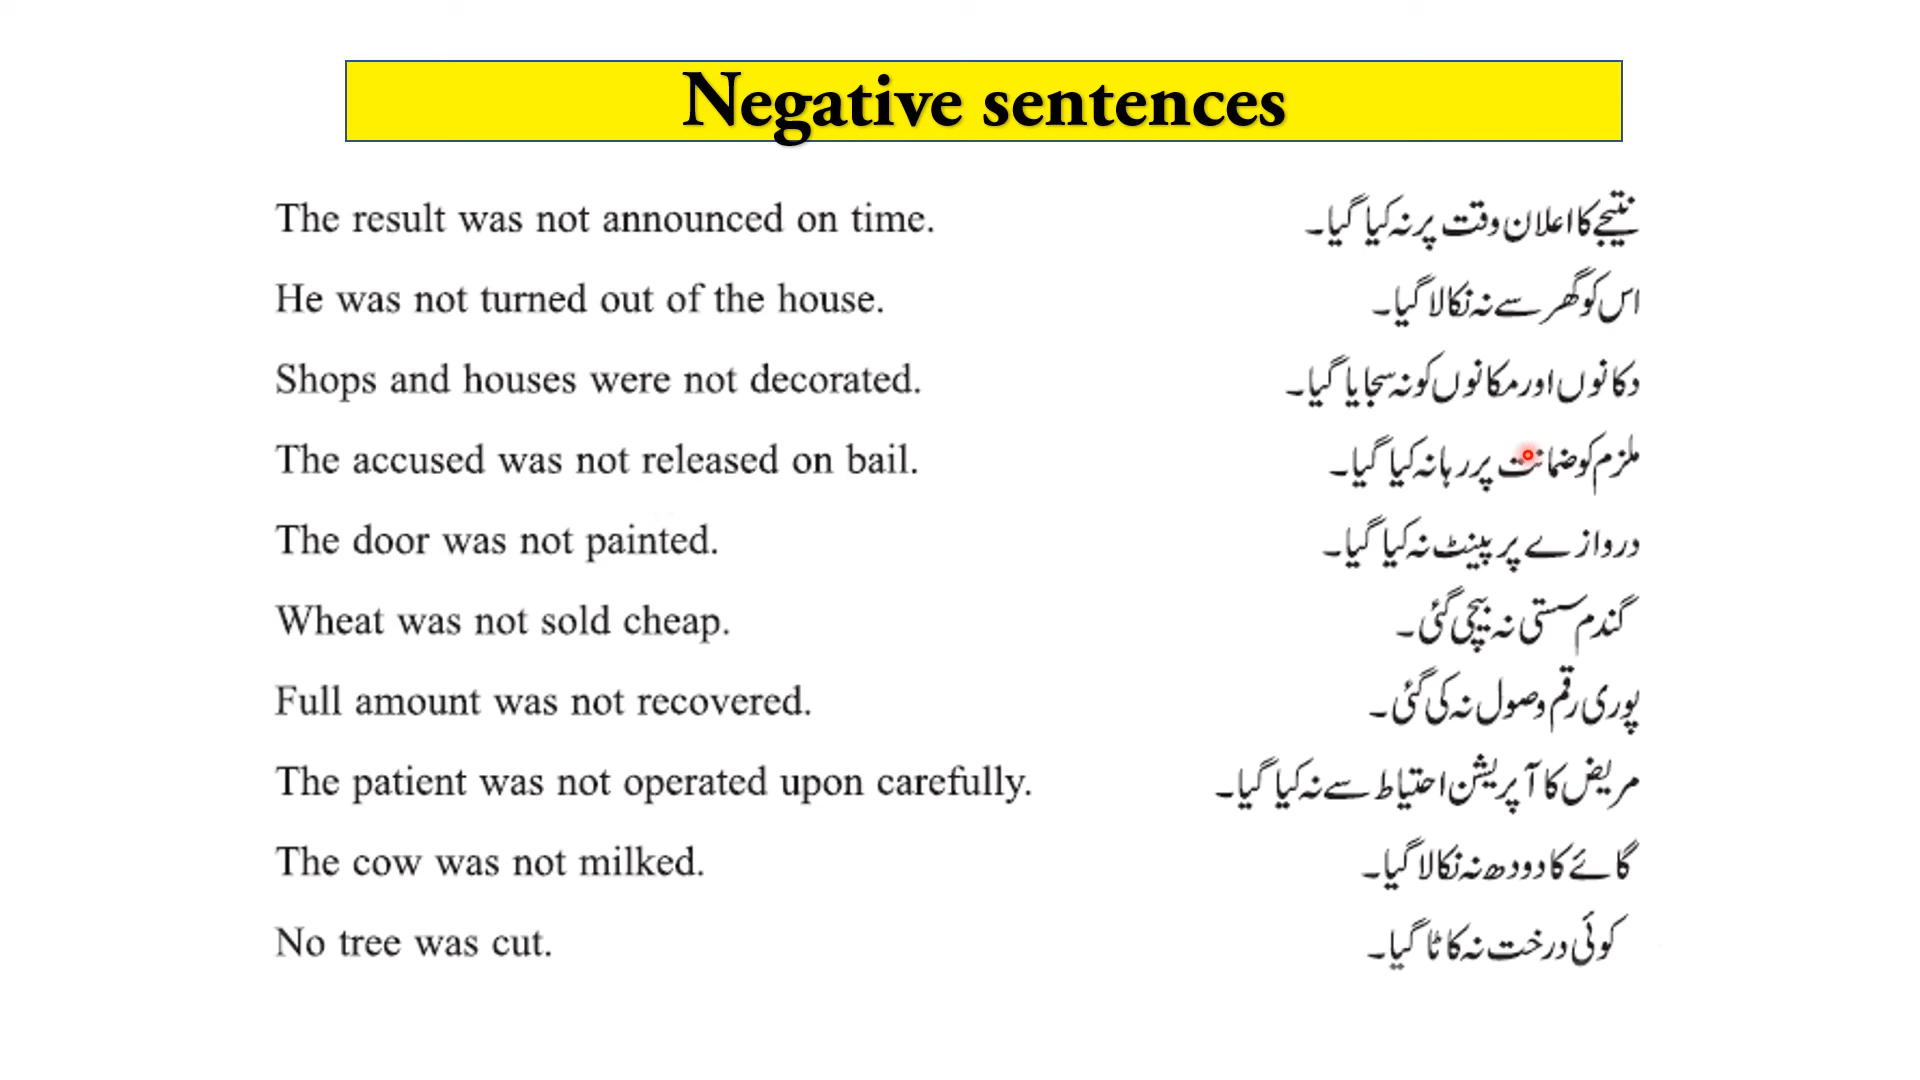 Negative sentences
The result was not announced on time. نتیجے کا اعلان وقت پر نہ کیا گیا۔
He was not turned out of the house. اس کو گھر سے نہ نکالا گیا۔
Shops and houses were not decorated. دکانوں اور مکانوں کو نہ سجایا گیا۔
The accused was not released on bail. ملزم کو ضمانت پر رہا نہ کیا گیا۔
The door was not painted. دروازے پر پینٹ نہ کیا گیا۔
Wheat was not sold cheap. گندم سستی نہ بیچی گئی۔
Full amount was not recovered. پوری رقم وصول نہ کی گئی۔
The patient was not operated upon carefully. مریض کا آپریشن احتیاط سے نہ کیا گیا۔
The cow was not milked. گائے کا دودھ نہ نکالا گیا۔
No tree was cut. کوئی درخت نہ کاٹا گیا۔